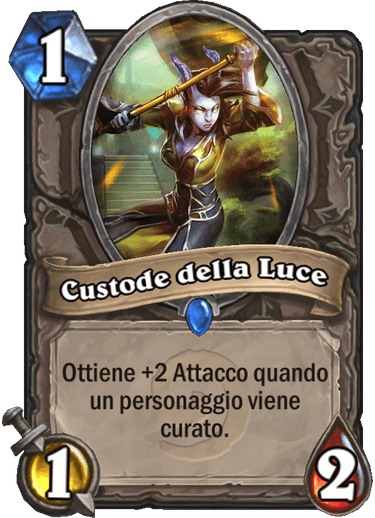 1
Custode della Luce
Ottiene +2 Attacco quando
un personaggio viene
curato.
1
2